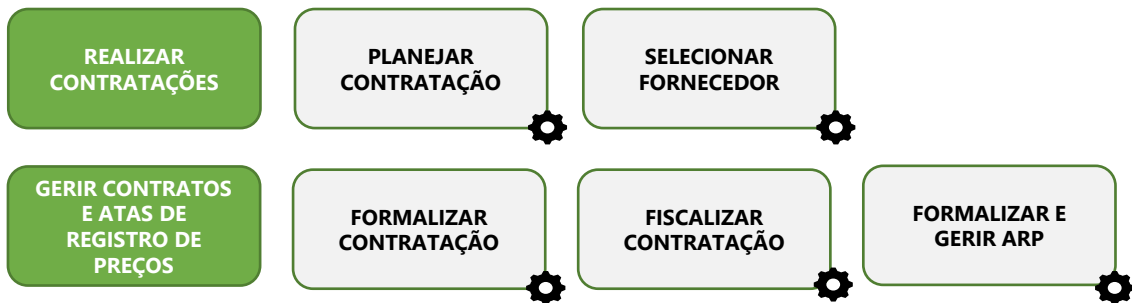 REALIZAR
CONTRATAÇÕES
PLANEJAR
CONTRATAÇÃO
SELECIONAR
FORNECEDOR
GERIR CONTRATOS
E ATAS DE
REGISTRO DE
PREÇOS
FORMALIZAR
CONTRATAÇÃO
FISCALIZAR
CONTRATAÇÃO
FORMALIZAR E
GERIR ARP